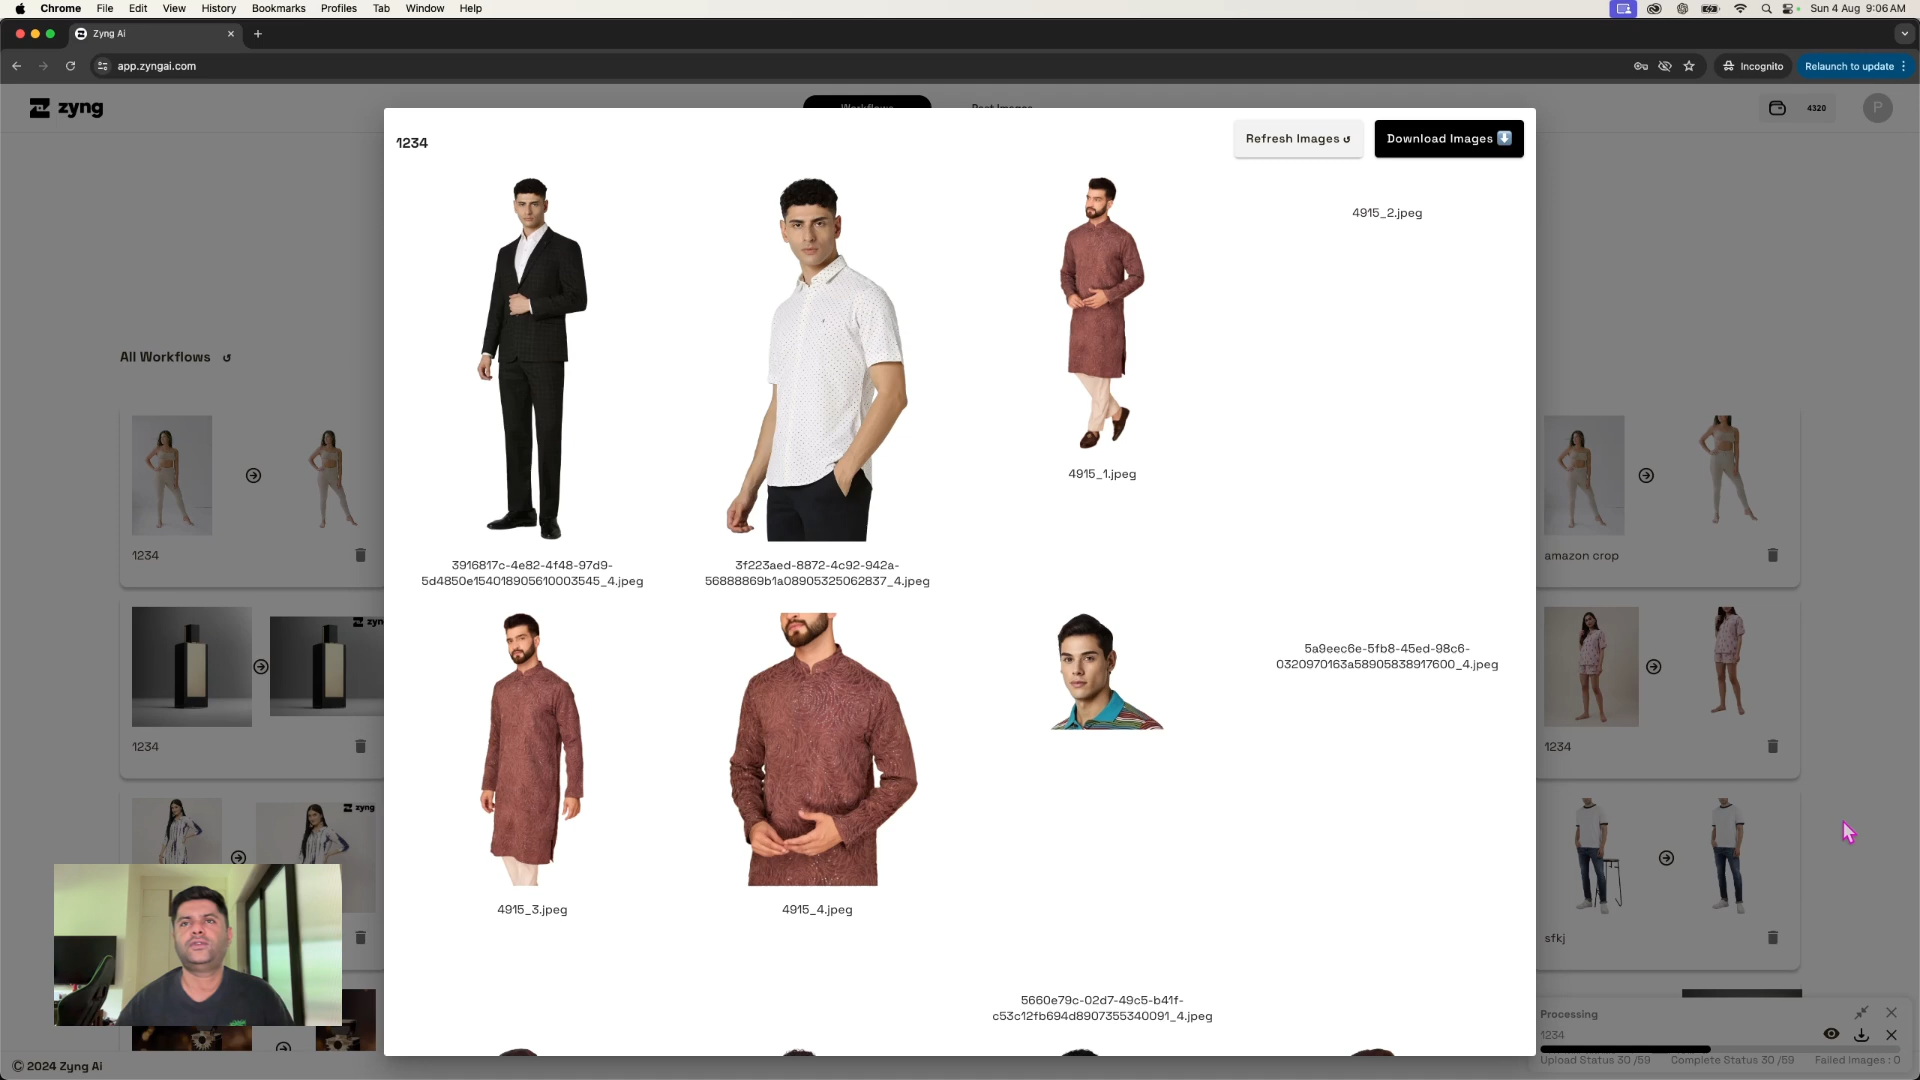 Chrome File Edit View History Bookmarks Profiles Tab Window Help
Sun 4 Aug 9:06 AM
Zyng Ai
app.zyngai.com
Incognito
Relaunch to update
zyng
4320
P
1234
Refresh Images
Download Images
4915_2.jpeg
4915_1.jpeg
3916817c-4e82-4f48-97d9-
5d4850e154018905610003545_4.jpeg
3f223aed-8872-4c92-942a-
56888869b1a08905325062837_4.jpeg
5a9eec6e-5fb8-45ed-98c6-
0320970163a58905838917600_4.jpeg
4915_3.jpeg
4915_4.jpeg
5660e79c-02d7-49c5-b41f-
c53c12fb694d8907355340091_4.jpeg
All Workflows
1234
amazon crop
zyng
1234
1234
zyng
sfkj
Processing
1234
Upload Status 30 /59 Complete Status 30 /59 Failed Images : 0
© 2024 Zyng Ai